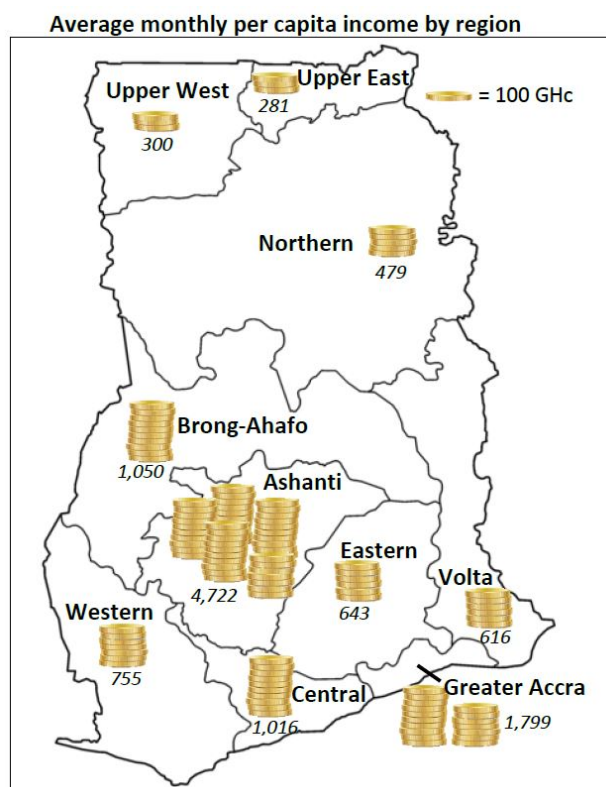 Average monthly per capita income by region
Upper East
Upper West
281
= 100 GHc
300
Northern
479
Brong-Ahafo
1,050
Ashanti
4,722
Eastern
643
Volta
616
Western
755
Central
1,016
Greater Accra
1,799